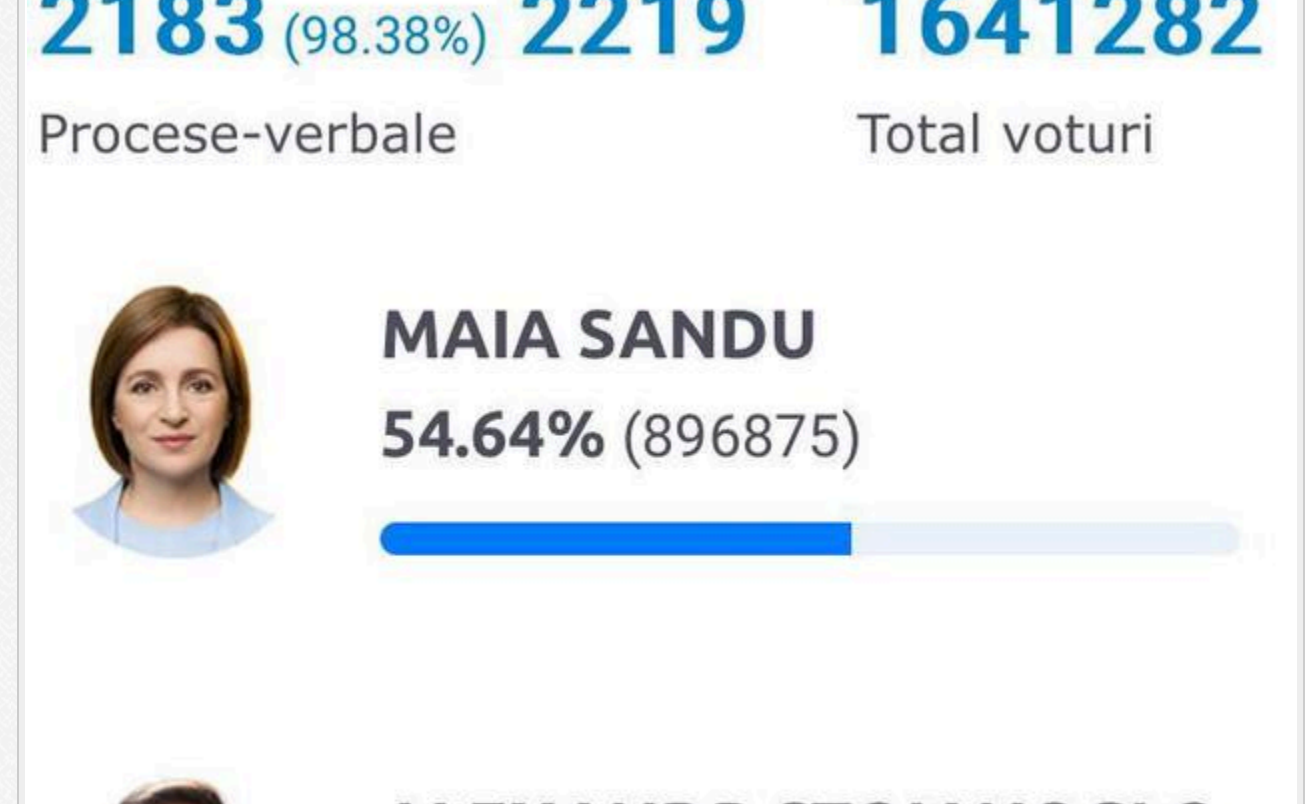 2183 (98.38%) 2219 1641282
Procese-verbale Total voturi
MAIA SANDU
54.64% (896875)